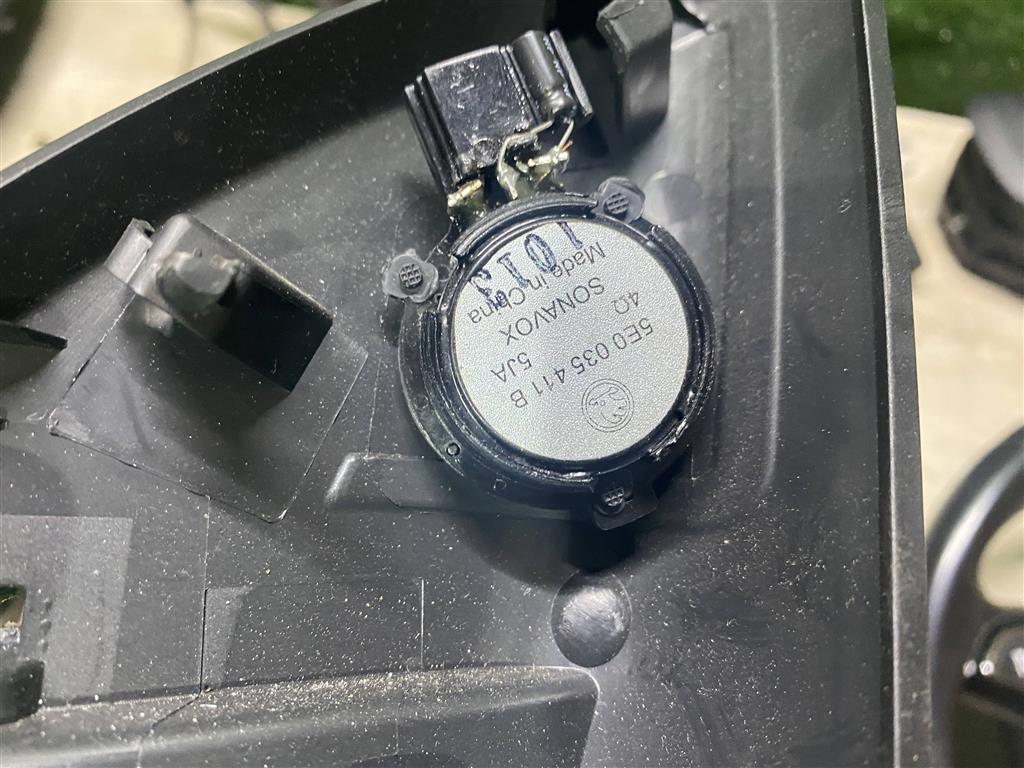 5E0 035 411 B
4Ω 5JA
SONAVOX
Made in China
1013